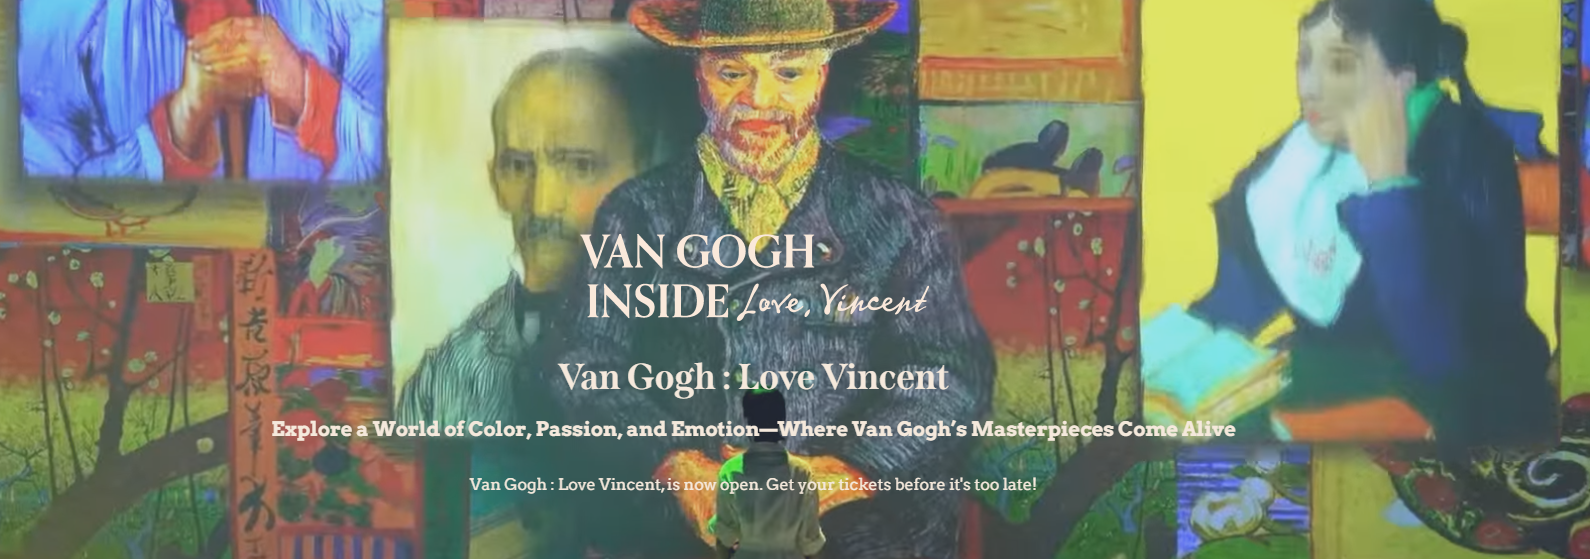 VAN GOGH
INSIDE Love, Vincent
Van Gogh : Love Vincent
Explore a World of Color, Passion, and Emotion—Where Van Gogh’s Masterpieces Come Alive
Van Gogh : Love Vincent, is now open. Get your tickets before it's too late!